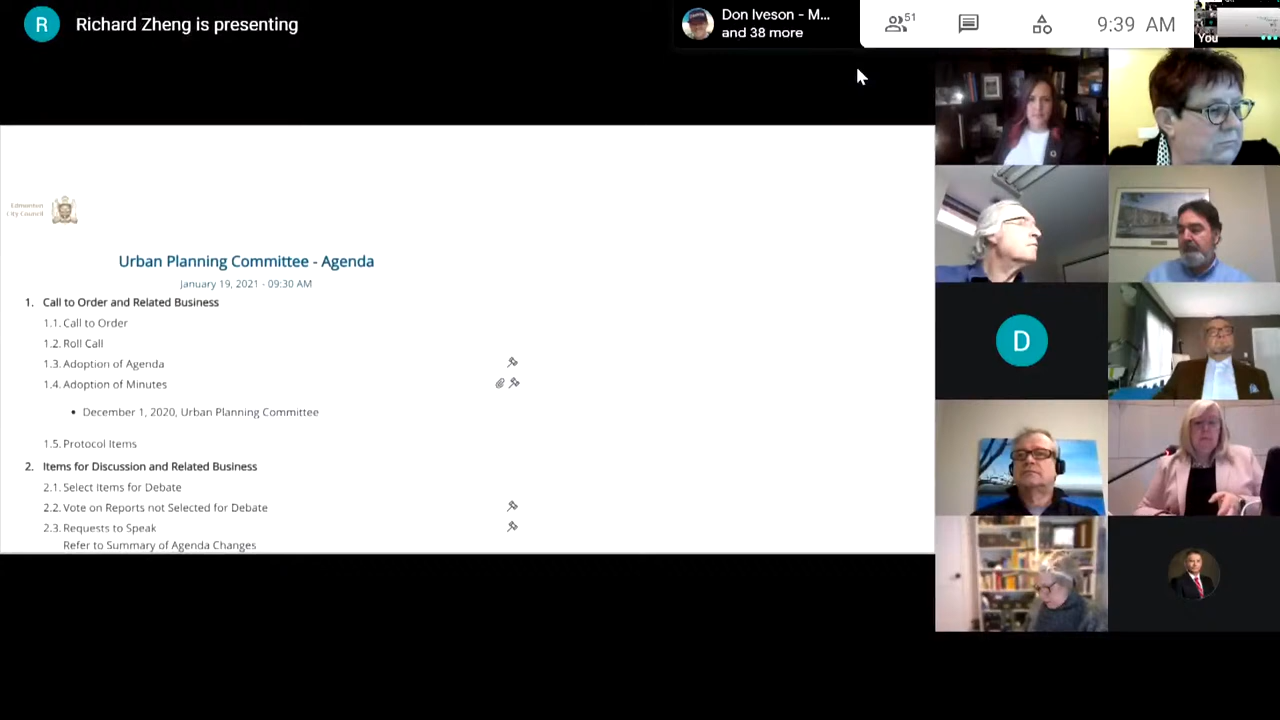 R
Richard Zheng is presenting
Don Iveson - M...
and 38 more
51
9:39 AM
You
Edmonton
City Council
Urban Planning Committee - Agenda
January 19, 2021 - 09:30 AM
1. Call to Order and Related Business
1.1. Call to Order
1.2. Roll Call
1.3. Adoption of Agenda
1.4. Adoption of Minutes
• December 1, 2020, Urban Planning Committee
1.5. Protocol Items
2. Items for Discussion and Related Business
2.1. Select Items for Debate
2.2. Vote on Reports not Selected for Debate
2.3. Requests to Speak
Refer to Summary of Agenda Changes
D